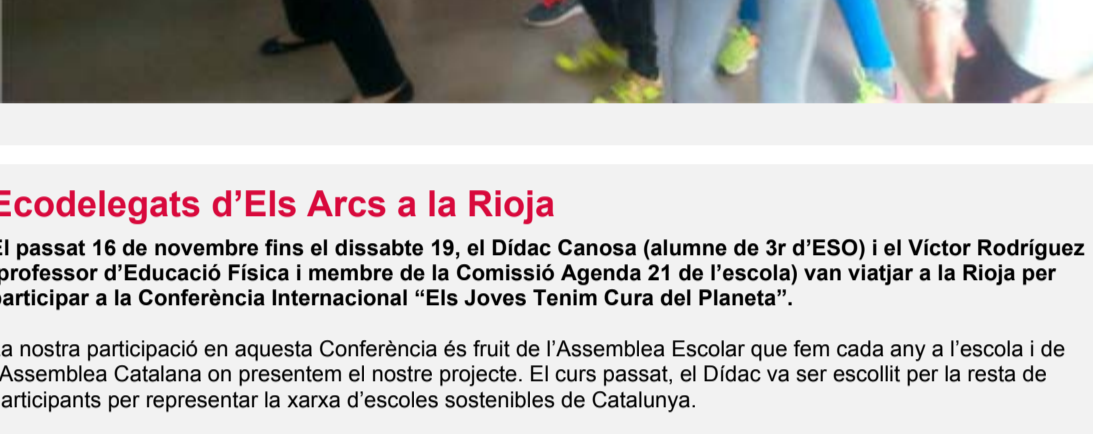 Ecodelegats d'Els Arcs a la Rioja
El passat 16 de novembre fins el dissabte 19, el Dídac Canosa (alumne de 3r d'ESO) i el Víctor Rodríguez
(professor d'Educació Física i membre de la Comissió Agenda 21 de l'escola) van viatjar a la Rioja per
participar a la Conferència Internacional “Els Joves Tenim Cura del Planeta”.
La nostra participació en aquesta Conferència és fruit de l'Assemblea Escolar que fem cada any a l'escola i de
l'Assemblea Catalana on presentem el nostre projecte. El curs passat, el Dídac va ser escollit per la resta de
participants per representar la xarxa d'escoles sostenibles de Catalunya.